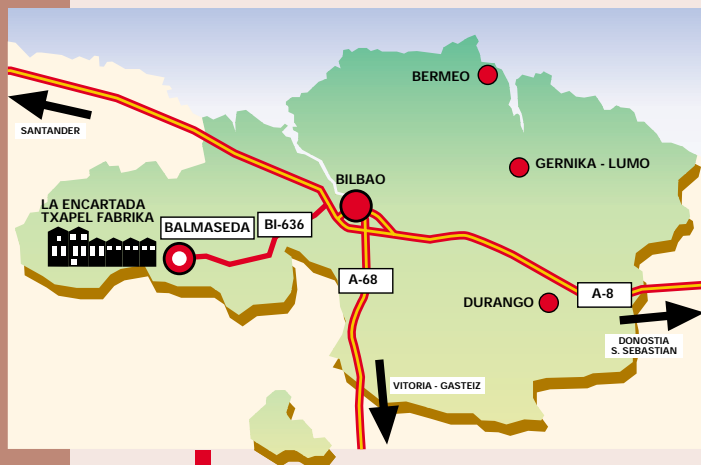 BERMEO
SANTANDER
GERNIKA - LUMO
BILBAO
LA ENCARTADA
TXAPEL FABRIKA
BALMASEDA
BI-636
A-68
DURANGO
A-8
DONOSTIA
S. SEBASTIAN
VITORIA - GASTEIZ